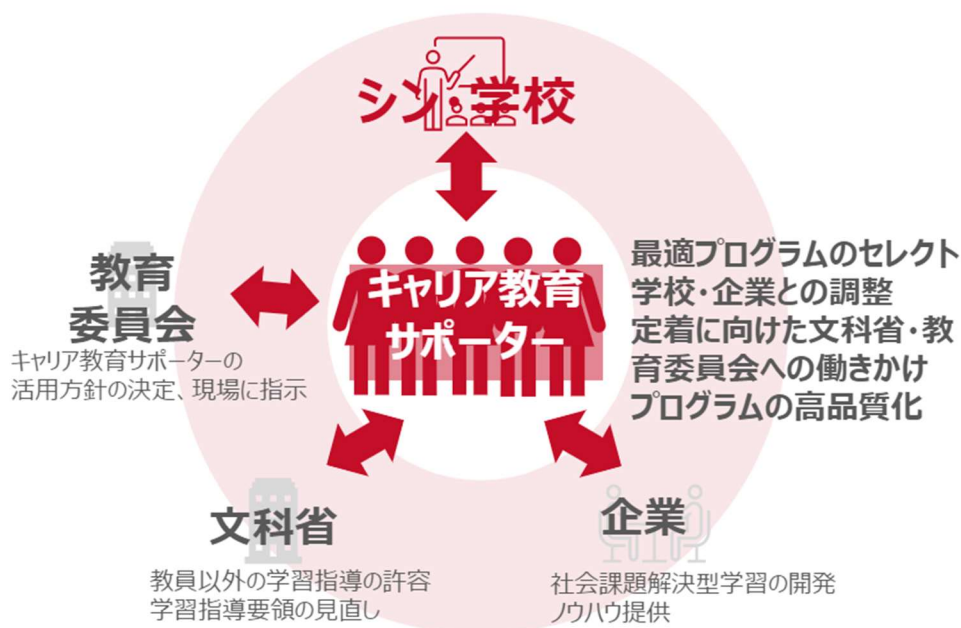 シン・学校
教育
委員会
キャリア教育サポーターの
活用方針の決定、現場に指示
キャリア教育
サポーター
最適プログラムのセレクト
学校・企業との調整
定着に向けた文科省・教
育委員会への働きかけ
プログラムの高品質化
文科省
教員以外の学習指導の許容
学習指導要領の見直し
企業
社会課題解決型学習の開発
ノウハウ提供